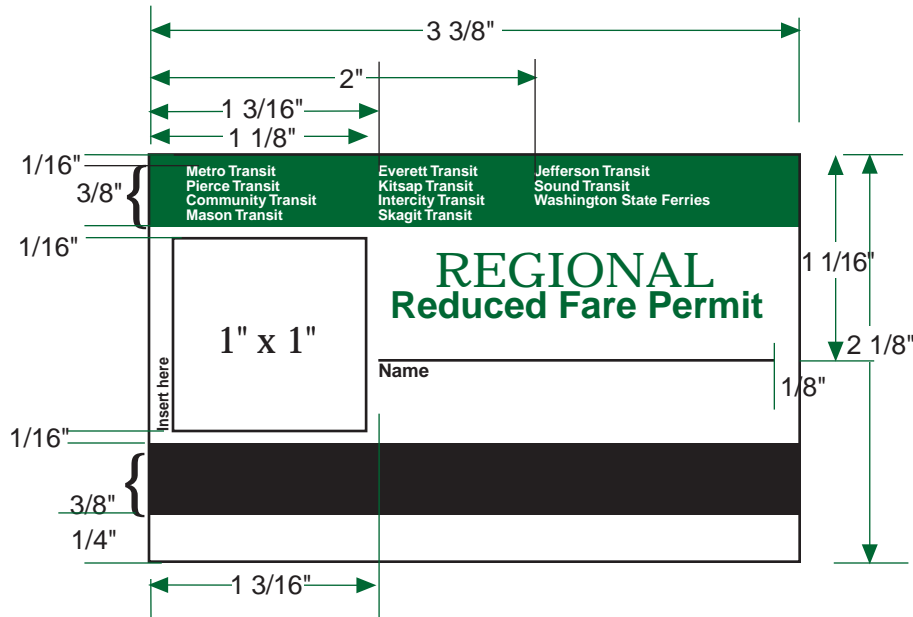 3 3/8"
2"
1 3/16"
1 1/8"
1/16"
3/8"
{
Metro Transit
Pierce Transit
Community Transit
Mason Transit
Everett Transit
Kitsap Transit
Intercity Transit
Skagit Transit
Jefferson Transit
Sound Transit
Washington State Ferries
1/16"
REGIONAL
Reduced Fare Permit
1 1/16"
2 1/8"
1" x 1"
Insert here
Name
1/8"
1/16"
{
3/8"
1/4"
1 3/16"